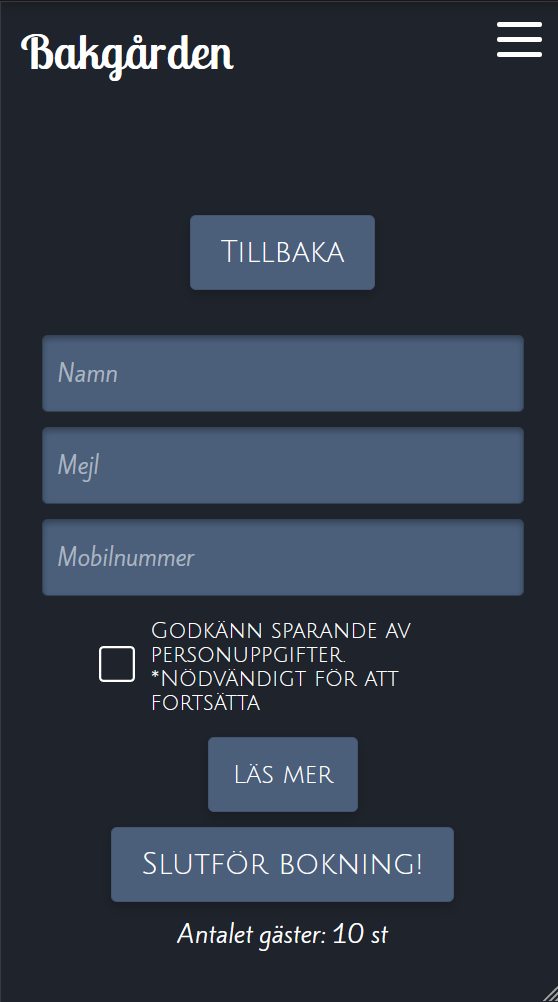 Bakgården
Tillbaka
Namn
Mejl
Mobilnummer
Godkänn sparande av
personuppgifter.
*Nödvändigt för att
fortsätta
Läs mer
Slutför bokning!
Antalet gäster: 10 st